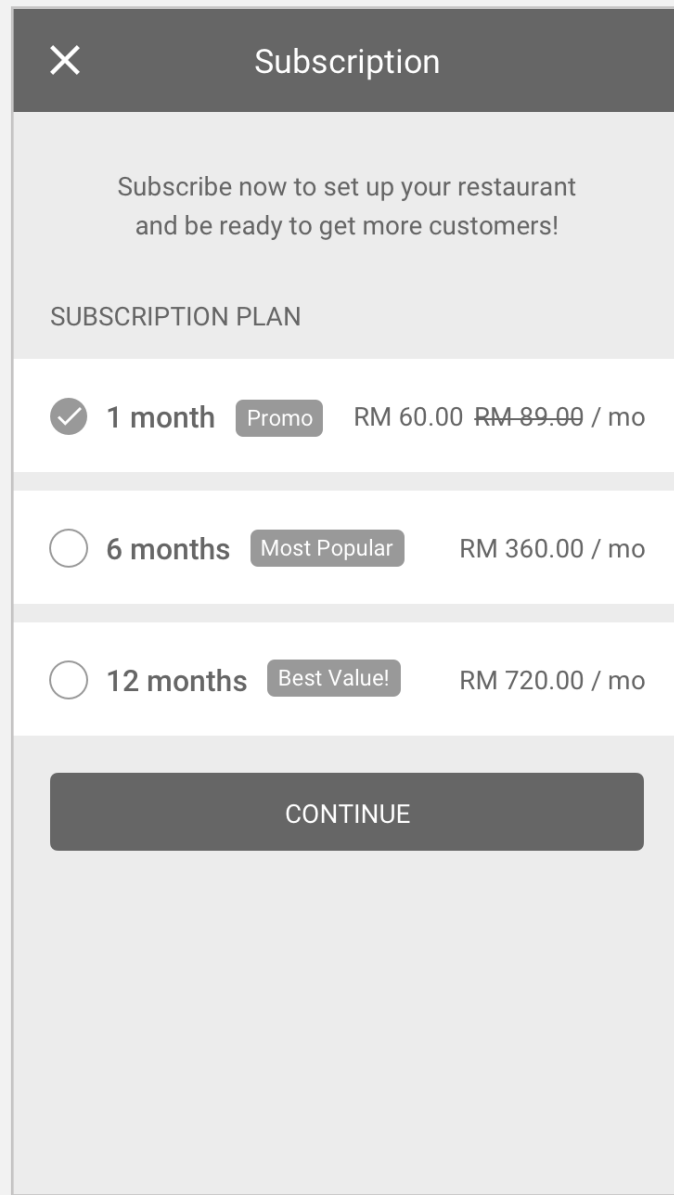 Subscription
Subscribe now to set up your restaurant
and be ready to get more customers!
SUBSCRIPTION PLAN
1 month Promo RM 60.00 RM 89.00 / mo
6 months Most Popular RM 360.00 / mo
12 months Best Value! RM 720.00 / mo
CONTINUE